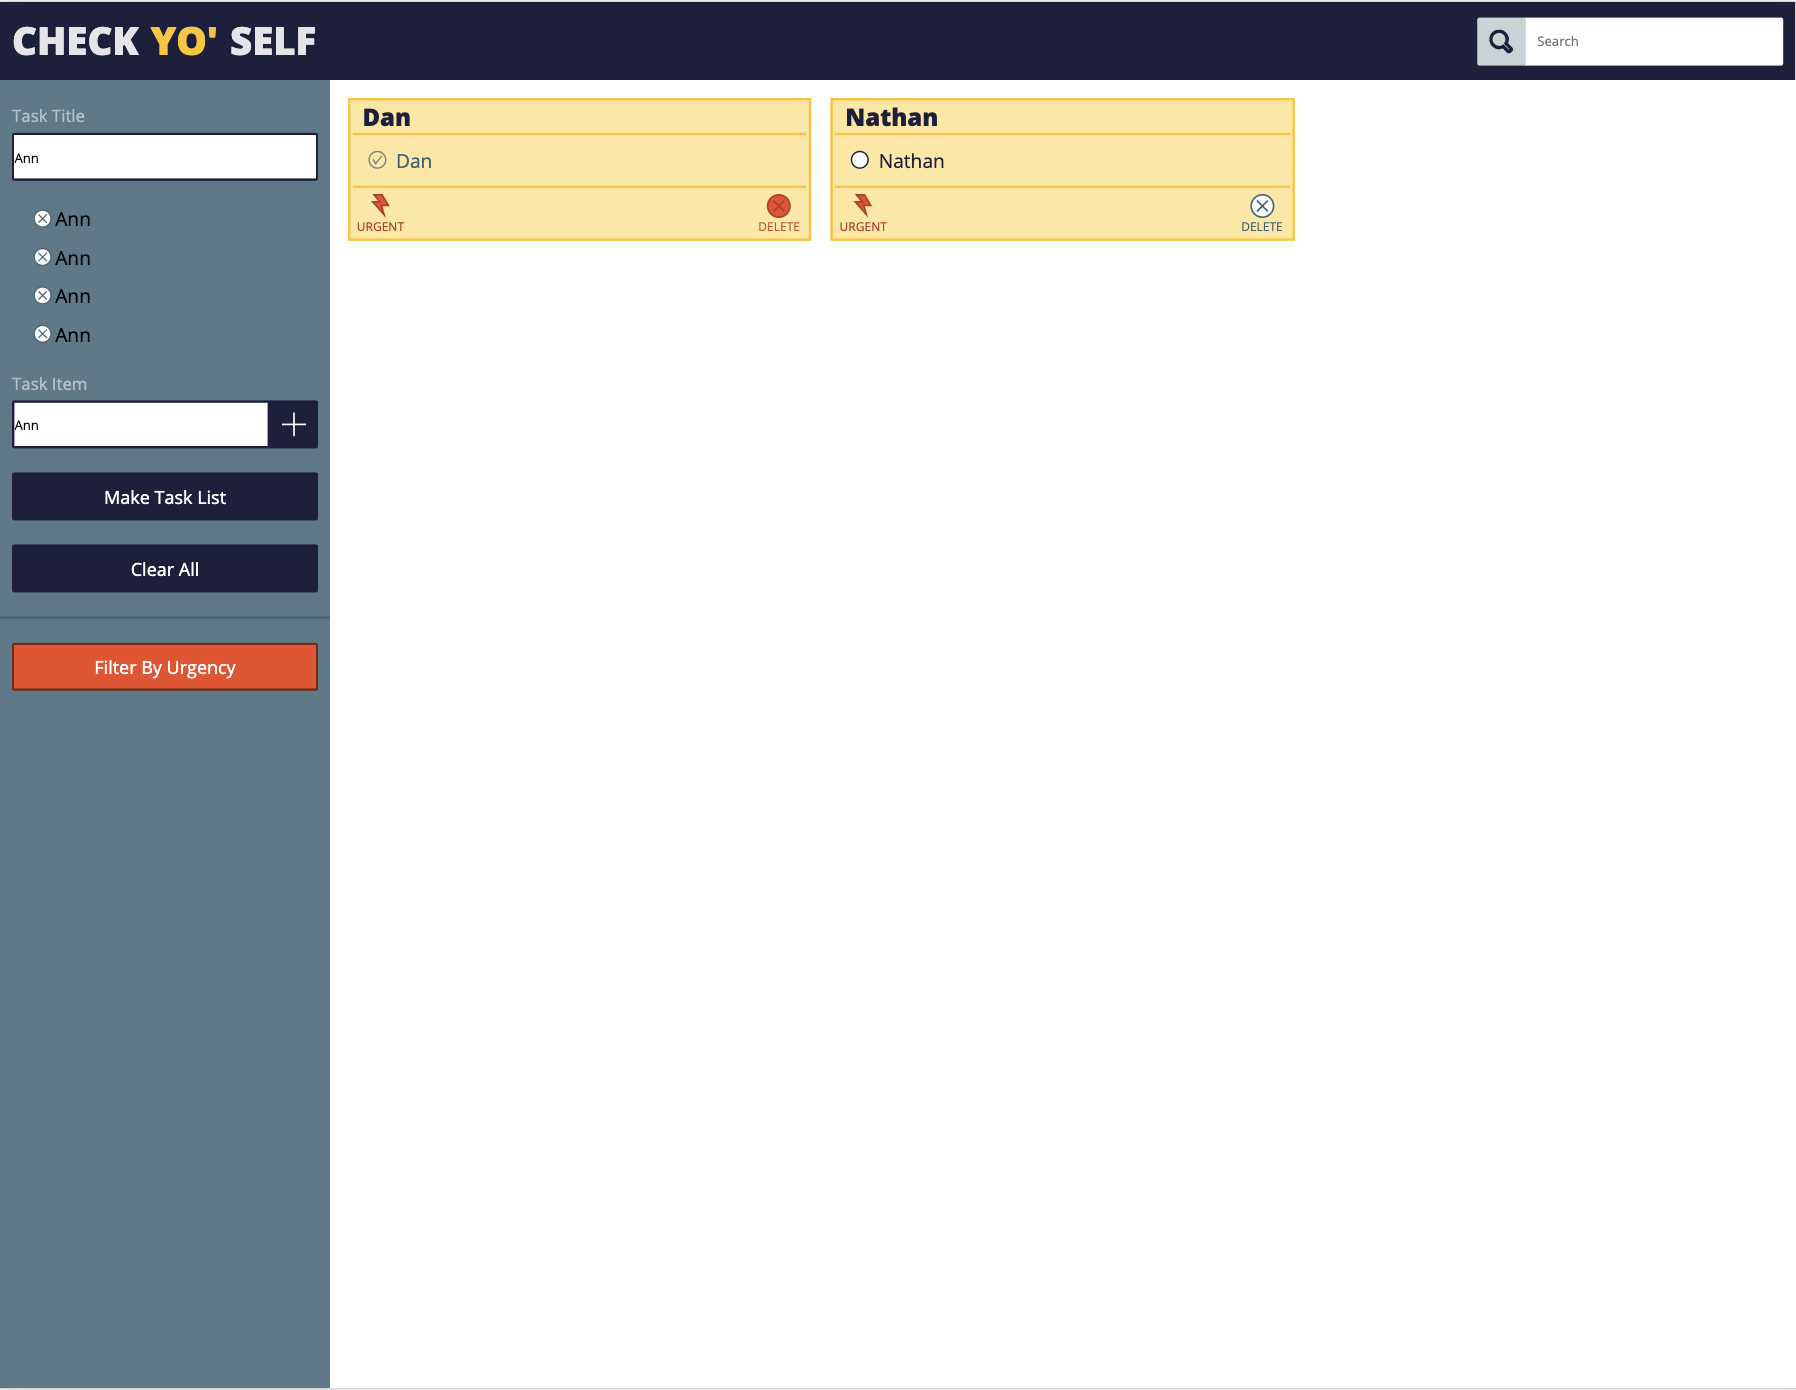 CHECK YO' SELF
Search
Task Title
Ann
Ann
Ann
Ann
Ann
Task Item
Ann
Make Task List
Clear All
Filter By Urgency
Dan
Dan
URGENT
DELETE
Nathan
Nathan
URGENT
DELETE